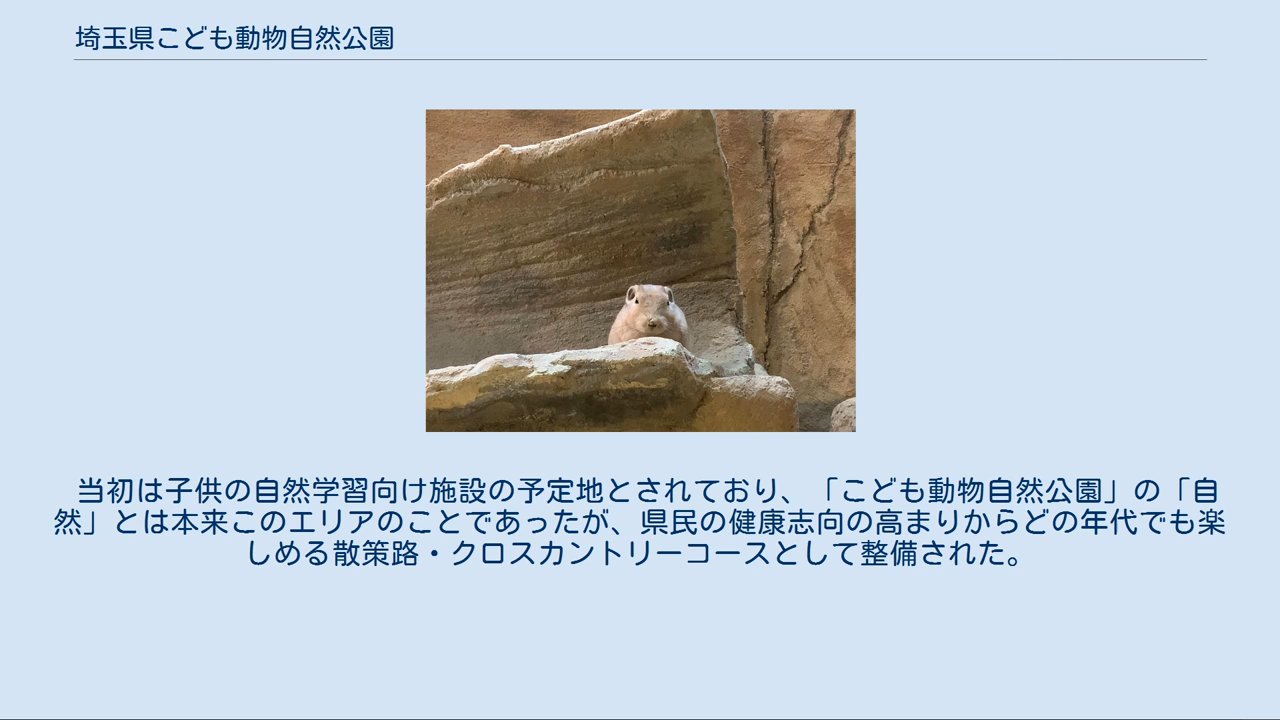 埼玉県こども動物自然公園
当初は子供の自然学習向け施設の予定地とされており、「こども動物自然公園」の「自
然」とは本来このエリアのことであったが、県民の健康志向の高まりからどの年代でも楽
しめる散策路・クロスカントリーコースとして整備された。